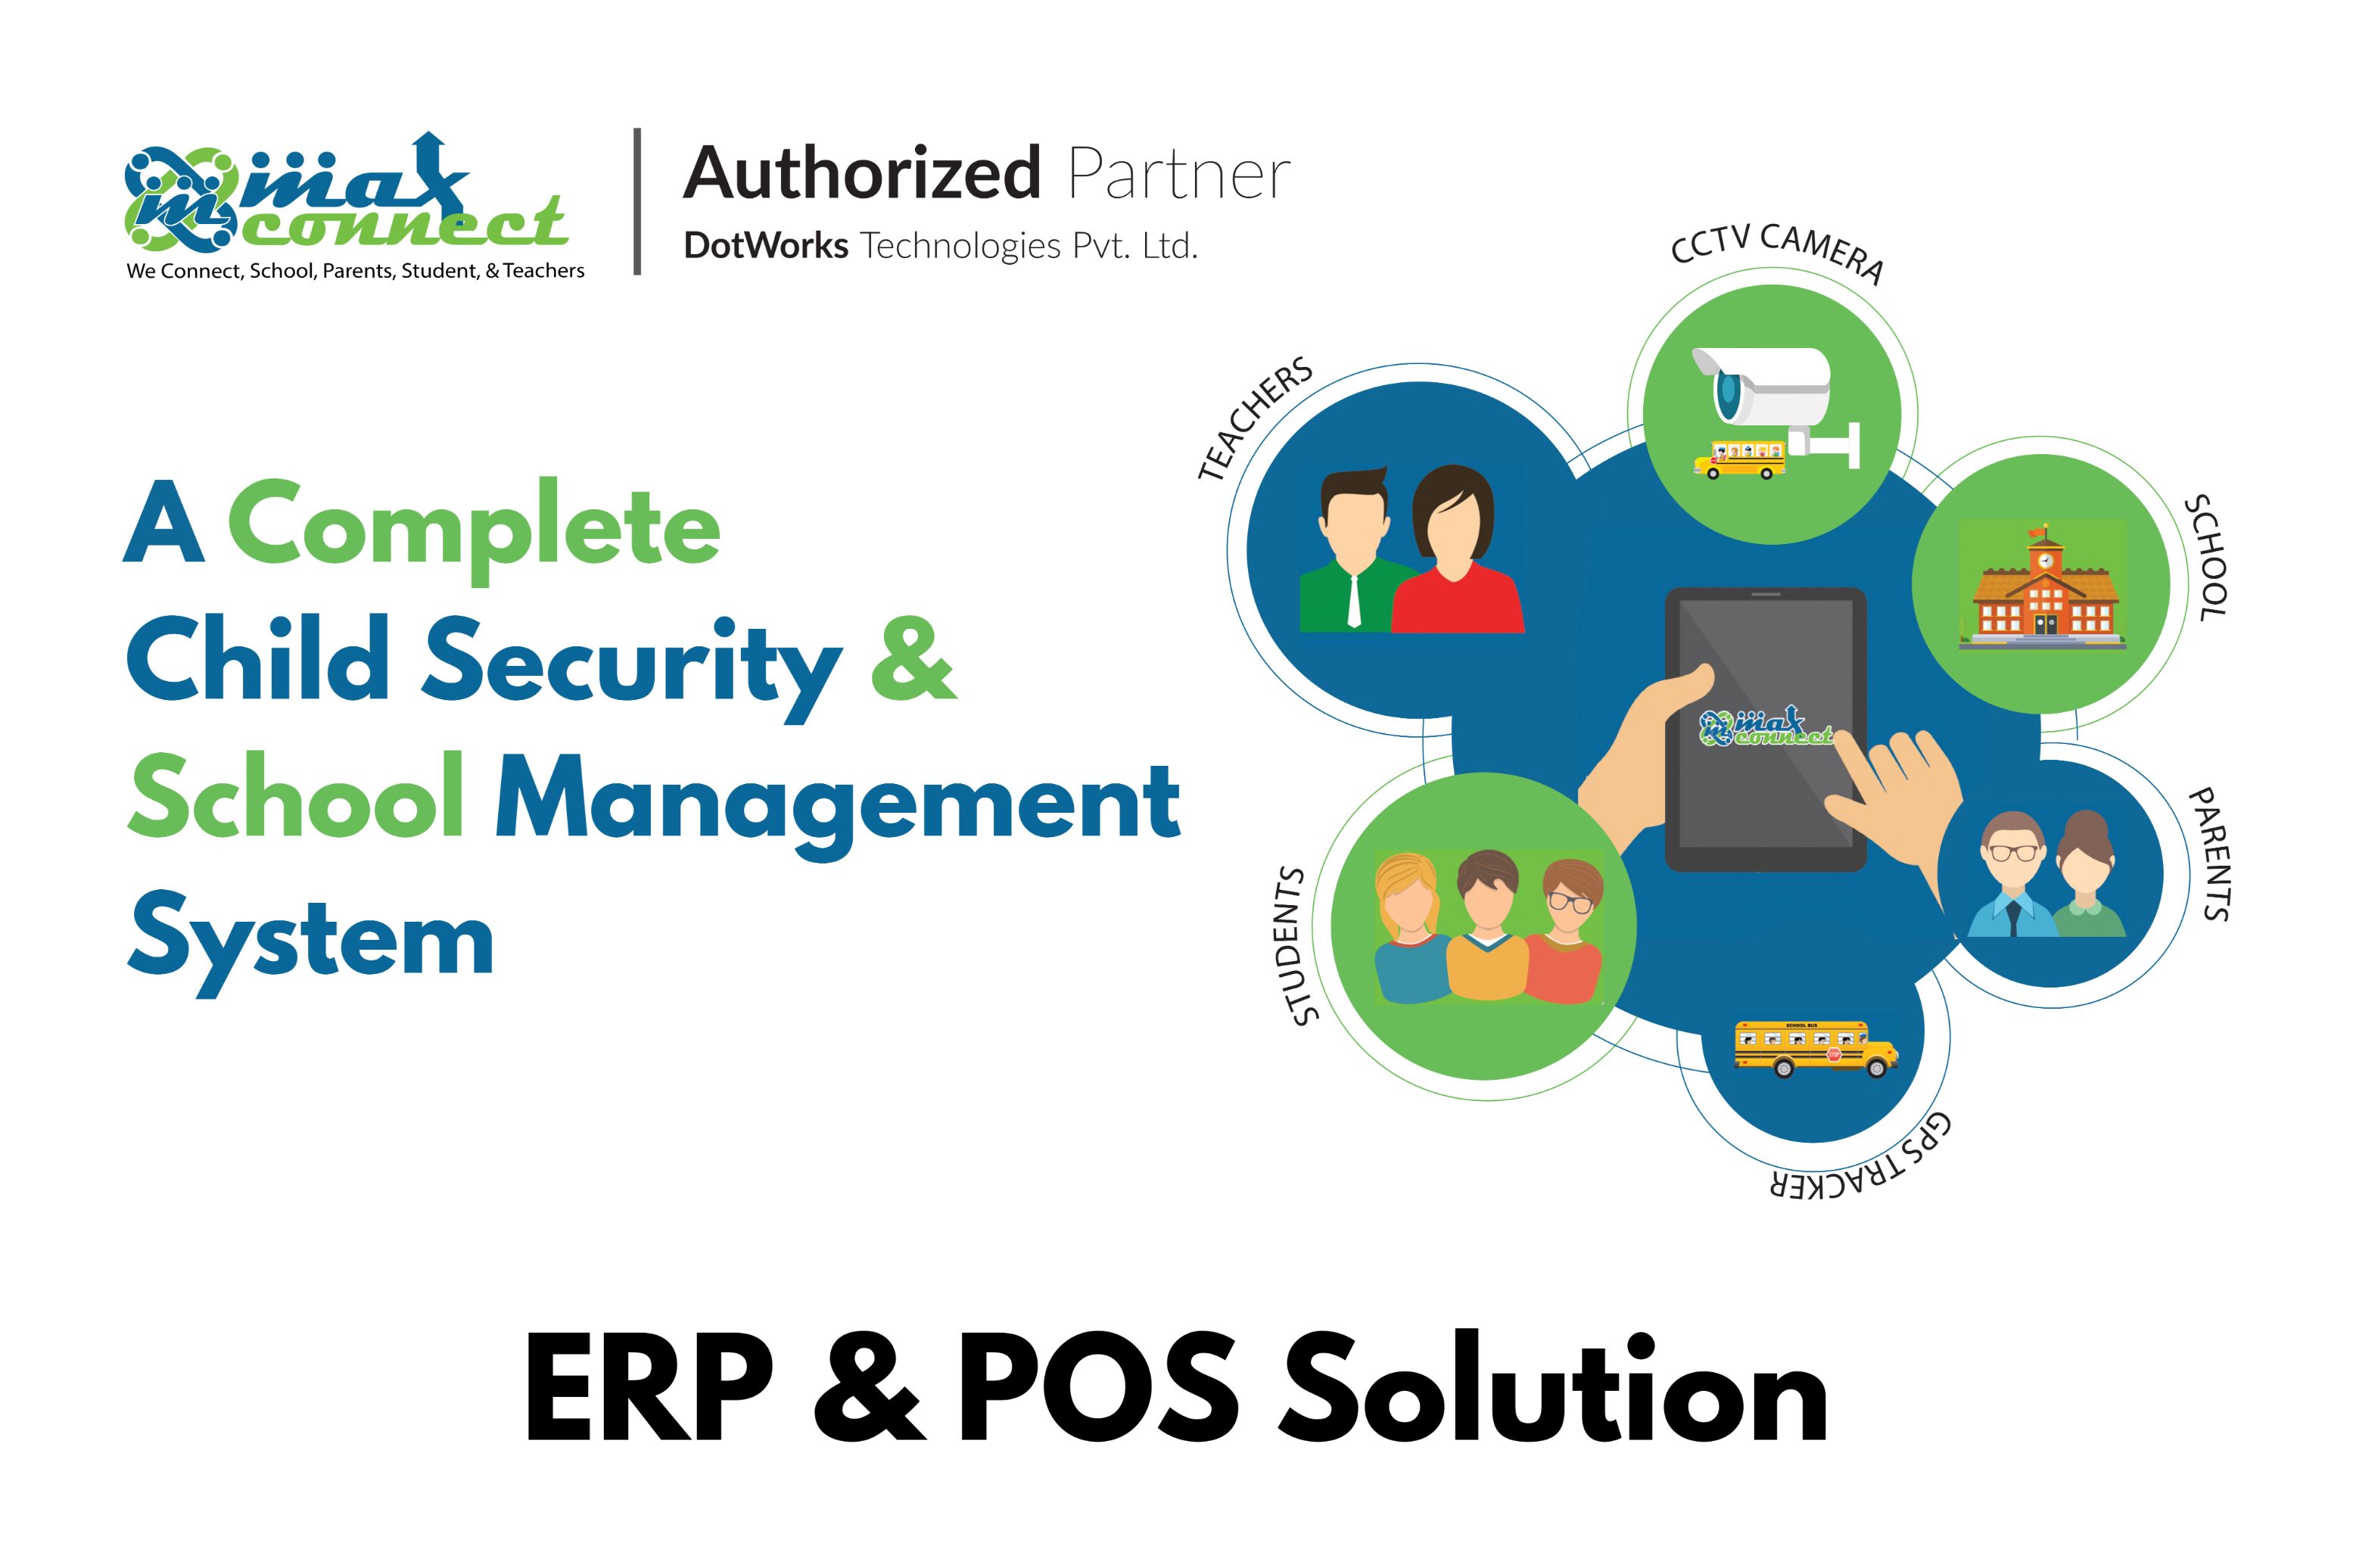 max
connect
We Connect, School, Parents, Student, & Teachers
Authorized Partner
DotWorks Technologies Pvt. Ltd.
A Complete
Child Security &
School Management
System
CCTV CAMERA
TEACHERS
SCHOOL
max
connect
PARENTS
STUDENTS
SCHOOL BUS
STOP
GPS TRACKER
ERP & POS Solution